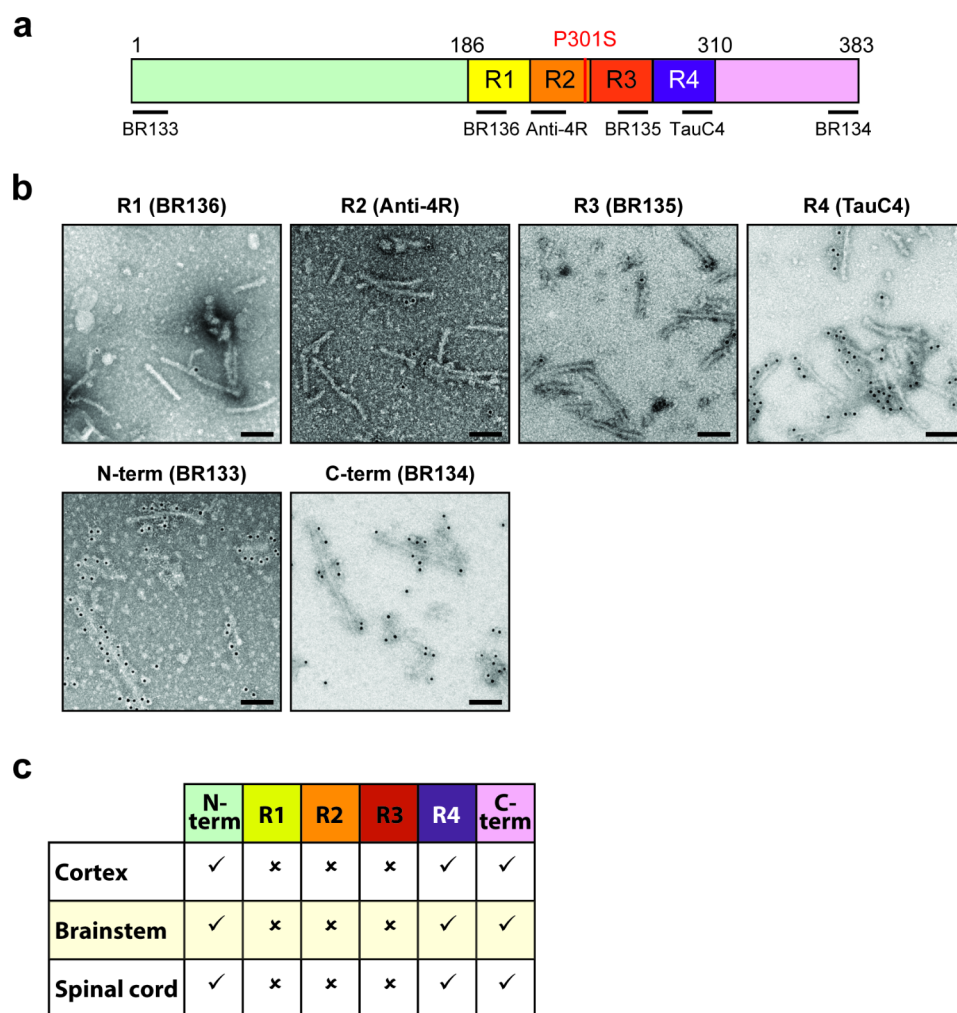 a
1 186 P301S 310 383
R1 R2 R3 R4
BR133 BR136 Anti-4R BR135 TauC4 BR134
b
R1 (BR136) R2 (Anti-4R) R3 (BR135) R4 (TauC4)
N-term (BR133) C-term (BR134)
c
N-term R1 R2 R3 R4 C-term
Cortex ✓ ✗ ✗ ✗ ✓ ✓
Brainstem ✓ ✗ ✗ ✗ ✓ ✓
Spinal cord ✓ ✗ ✗ ✗ ✓ ✓